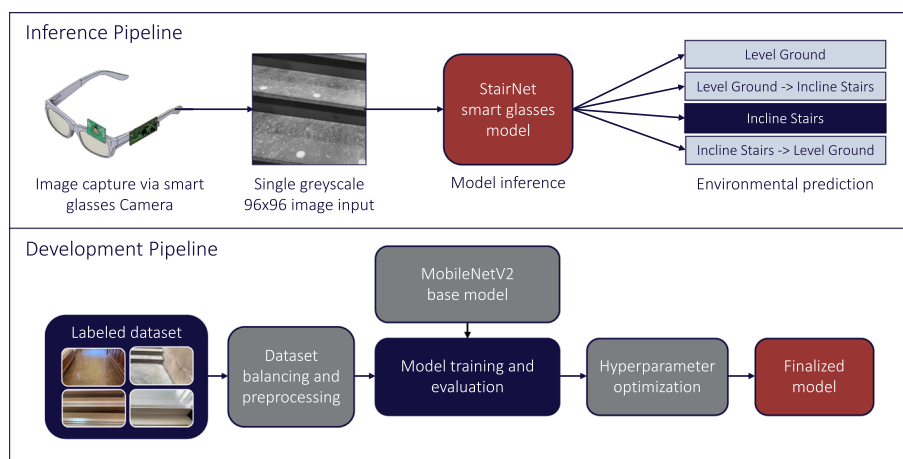 Inference Pipeline
Image capture via smart
glasses Camera
Single greyscale
96x96 image input
StairNet
smart glasses
model
Model inference
Level Ground
Level Ground -> Incline Stairs
Incline Stairs
Incline Stairs -> Level Ground
Environmental prediction
Development Pipeline
Labeled dataset
Dataset
balancing and
preprocessing
MobileNetV2
base model
Model training and
evaluation
Hyperparameter
optimization
Finalized
model